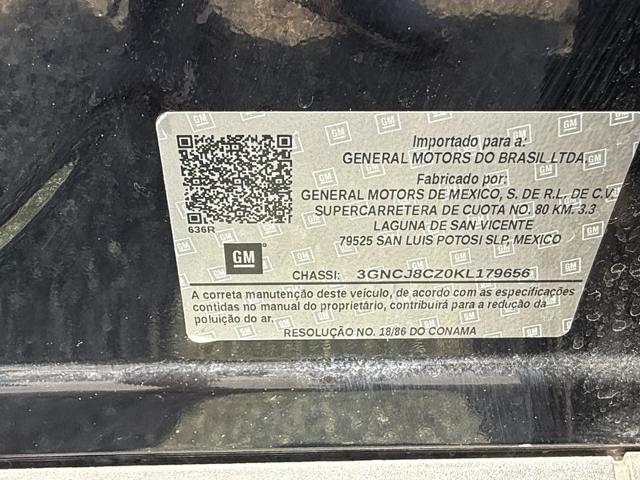 Importado para a:
GENERAL MOTORS DO BRASIL LTDA.
Fabricado por:
GENERAL MOTORS DE MEXICO, S. DE R.L. DE C.V.
SUPERCARRETERA DE CUOTA NO. 80 KM. 3.3
LAGUNA DE SAN VICENTE
79525 SAN LUIS POTOSI SLP, MEXICO
636R
GM
CHASSI: 3GNCJ8CZ0KL179656
A correta manutenção deste veículo, de acordo com as especificações
contidas no manual do proprietário, contribuirá para a redução da
poluição do ar.
RESOLUÇÃO NO. 18/86 DO CONAMA